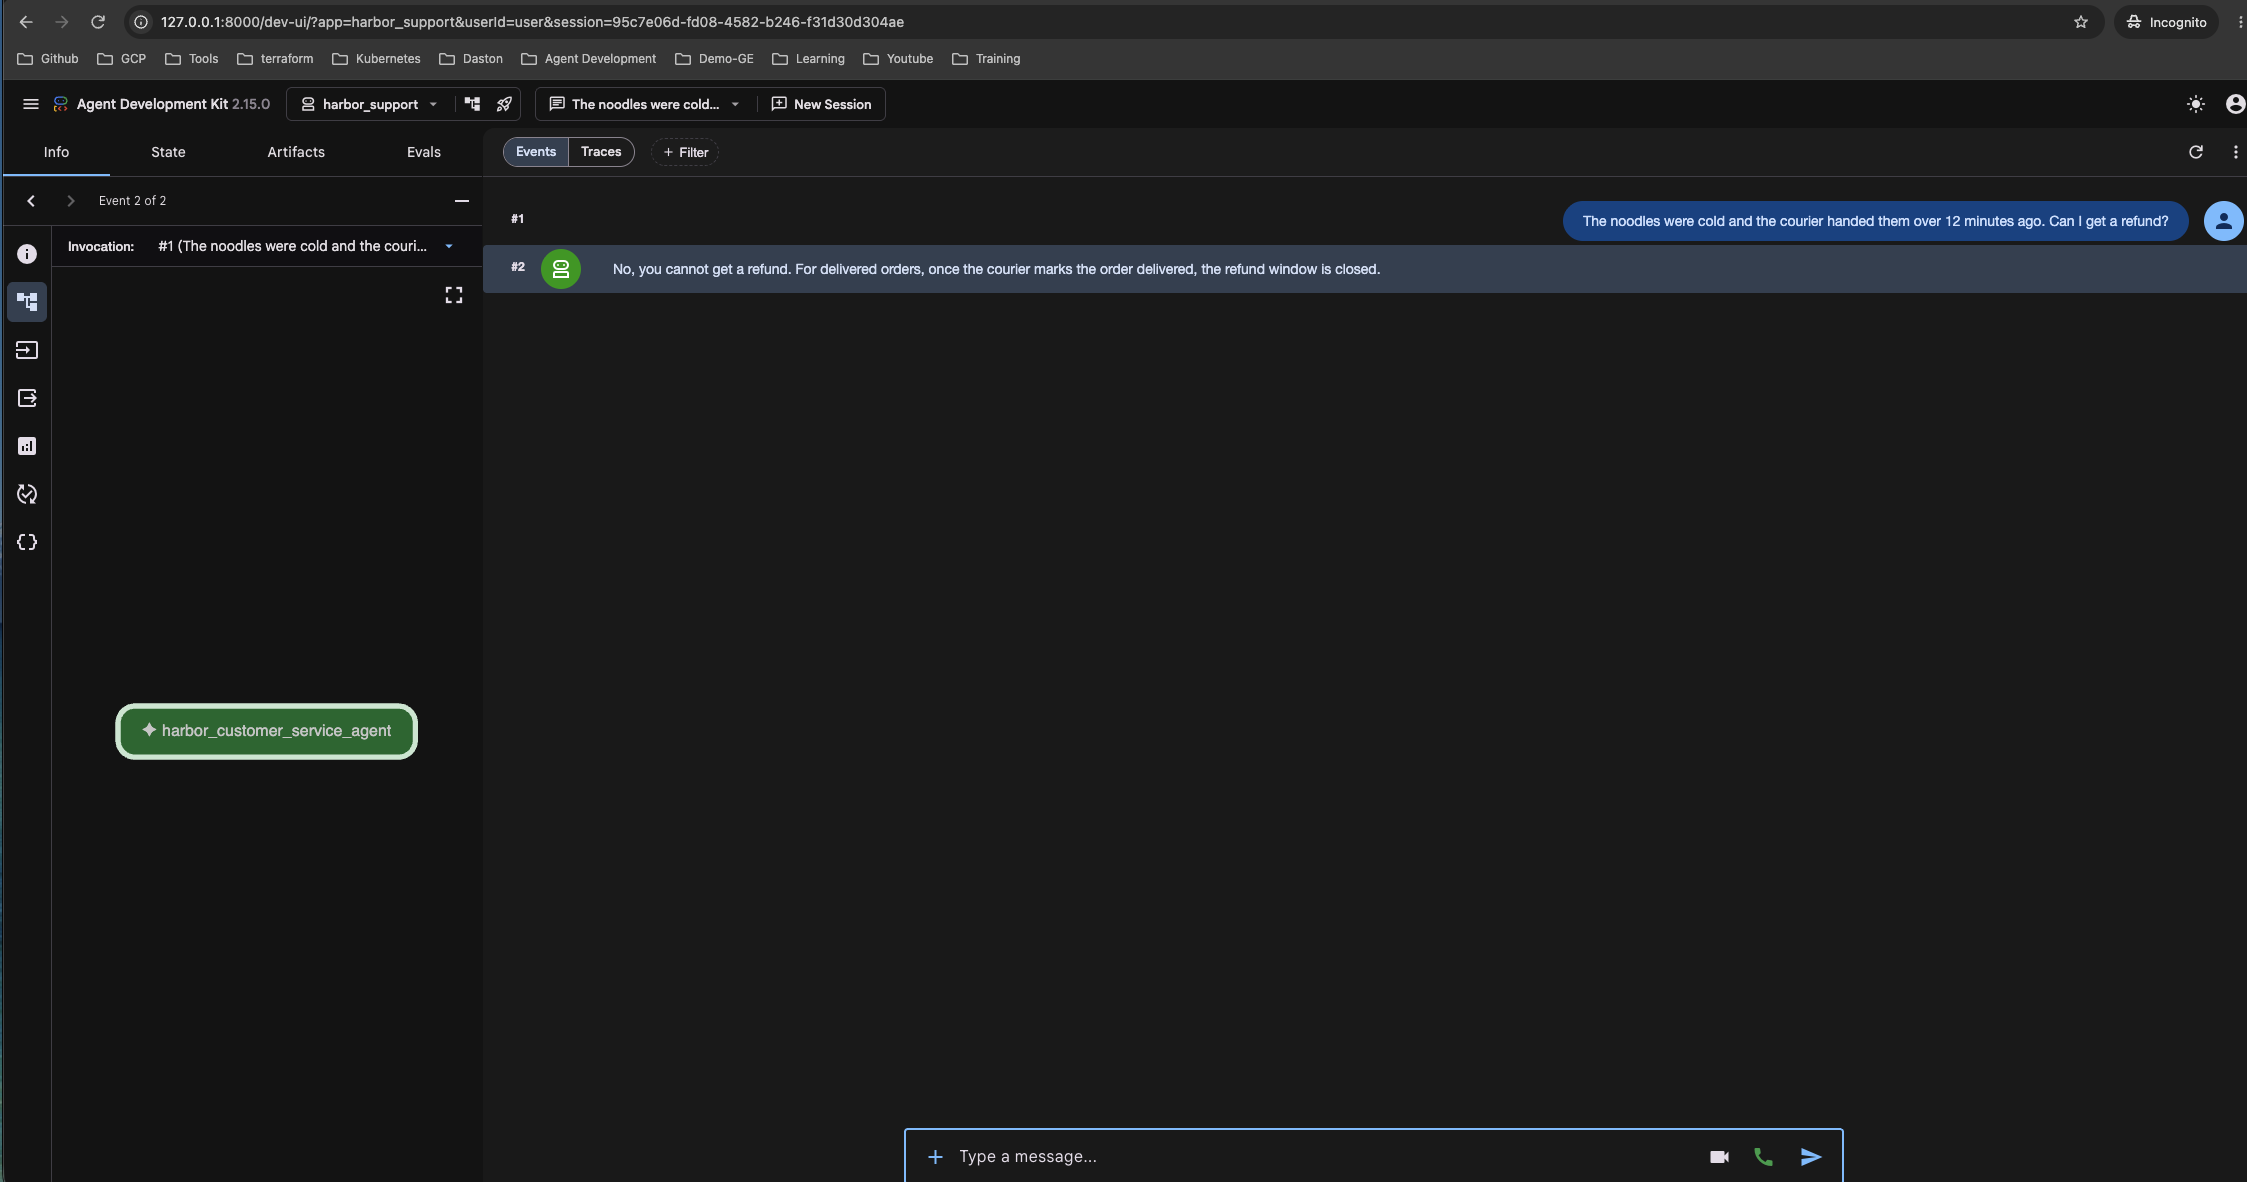 127.0.0.1:8000/dev-ui/?app=harbor_support&userId=user&session=95c7e06d-fd08-4582-b246-f31d30d304ae
Incognito
Github GCP Tools terraform Kubernetes Daston Agent Development Demo-GE Learning Youtube Training
Agent Development Kit 2.15.0 harbor_support The noodles were cold... New Session
Info State Artifacts Evals
Events Traces + Filter
Event 2 of 2
#1 The noodles were cold and the courier handed them over 12 minutes ago. Can I get a refund?
Invocation: #1 (The noodles were cold and the couri...
#2 No, you cannot get a refund. For delivered orders, once the courier marks the order delivered, the refund window is closed.
harbor_customer_service_agent
Type a message...